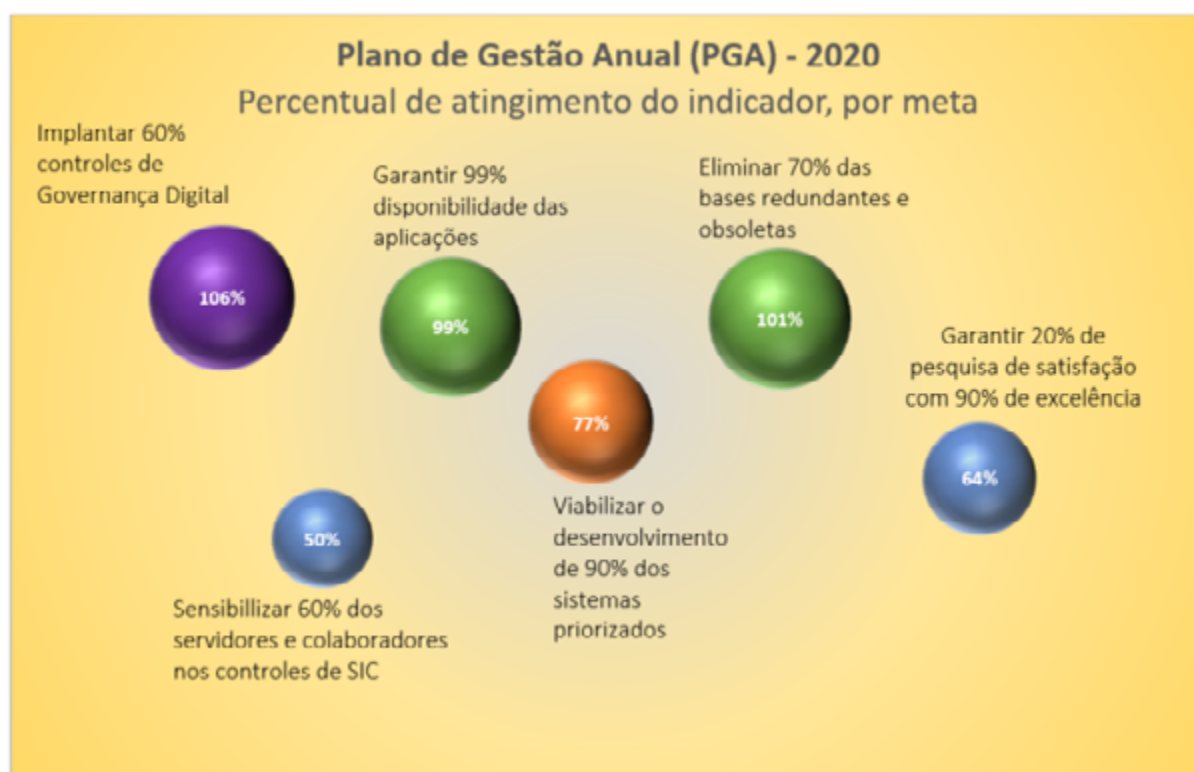 Plano de Gestão Anual (PGA) - 2020
Percentual de atingimento do indicador, por meta
Implantar 60%
controles de
Governança Digital
106%
Garantir 99%
disponibilidade das
aplicações
99%
Eliminar 70% das
bases redundantes e
obsoletas
101%
Garantir 20% de
pesquisa de satisfação
com 90% de excelência
64%
77%
Viabilizar o
desenvolvimento
de 90% dos
sistemas
priorizados
50%
Sensibillizar 60% dos
servidores e colaboradores
nos controles de SIC